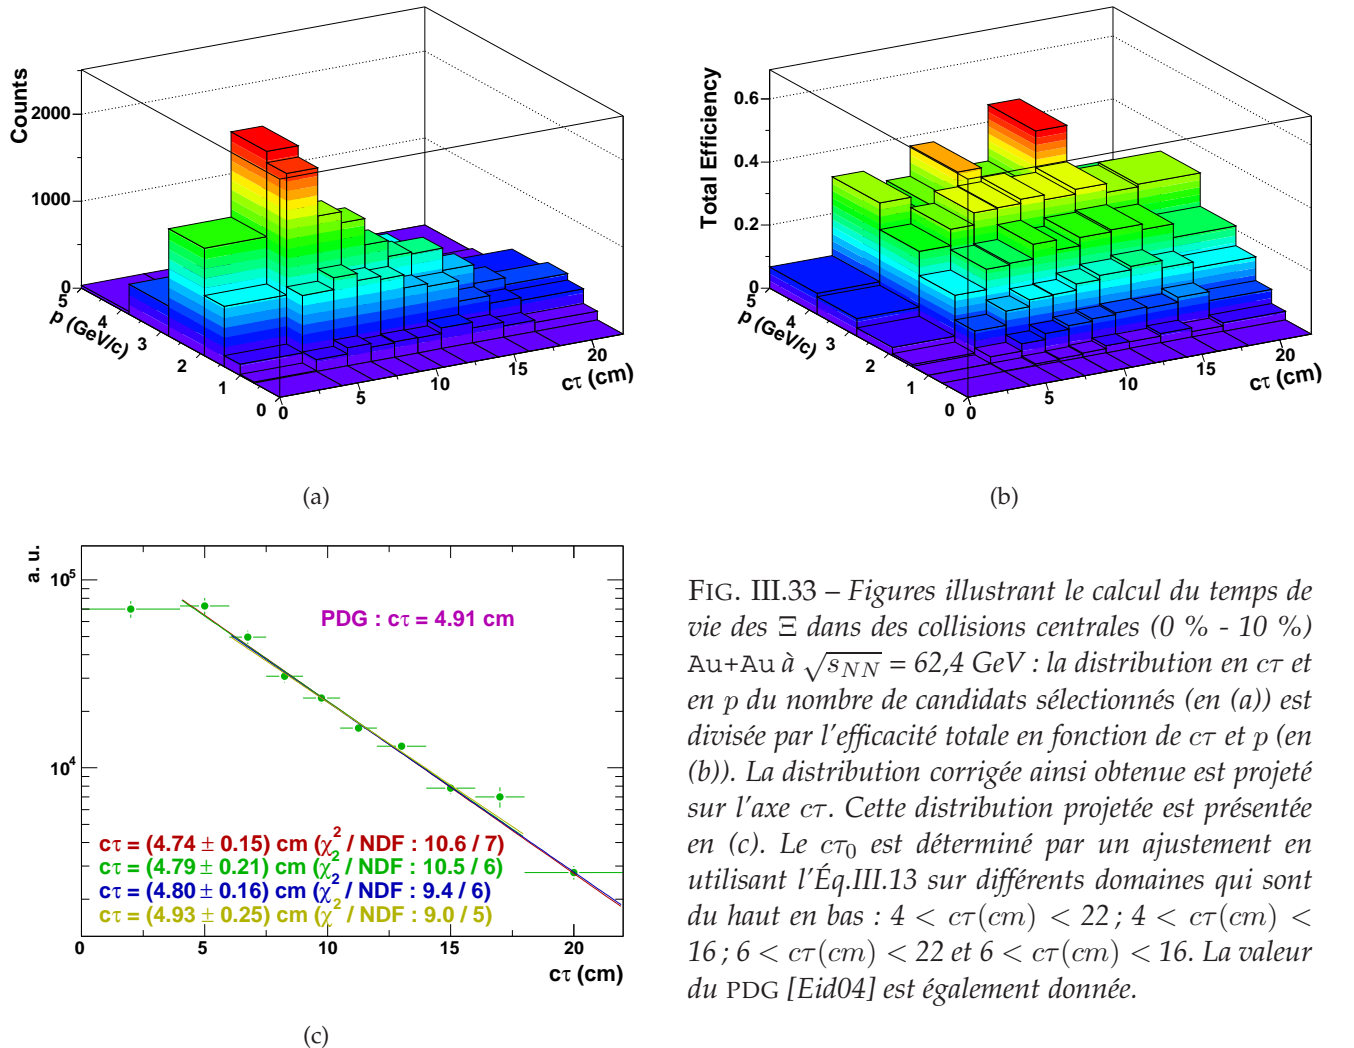 Counts
2000
1000
0
5
4
3
2
1
0
p (GeV/c)
0
5
10
15
20
cτ (cm)
(a)
Total Efficiency
0.6
0.4
0.2
0
5
4
3
2
1
0
p (GeV/c)
0
5
10
15
20
cτ (cm)
(b)
a. u.
10^5
10^4
PDG : cτ = 4.91 cm
cτ = (4.74 ± 0.15) cm (χ^2 / NDF : 10.6 / 7)
cτ = (4.79 ± 0.21) cm (χ^2 / NDF : 10.5 / 6)
cτ = (4.80 ± 0.16) cm (χ^2 / NDF : 9.4 / 6)
cτ = (4.93 ± 0.25) cm (χ^2 / NDF : 9.0 / 5)
0 5 10 15 20
cτ (cm)
(c)
FIG. III.33 – Figures illustrant le calcul du temps de
vie des Ξ dans des collisions centrales (0 % - 10 %)
Au+Au à √s_NN = 62,4 GeV : la distribution en cτ et
en p du nombre de candidats sélectionnés (en (a)) est
divisée par l'efficacité totale en fonction de cτ et p (en
(b)). La distribution corrigée ainsi obtenue est projeté
sur l'axe cτ. Cette distribution projetée est présentée
en (c). Le cτ₀ est déterminé par un ajustement en
utilisant l'Éq.III.13 sur différents domaines qui sont
du haut en bas : 4 < cτ(cm) < 22 ; 4 < cτ(cm) <
16 ; 6 < cτ(cm) < 22 et 6 < cτ(cm) < 16. La valeur
du PDG [Eid04] est également donnée.